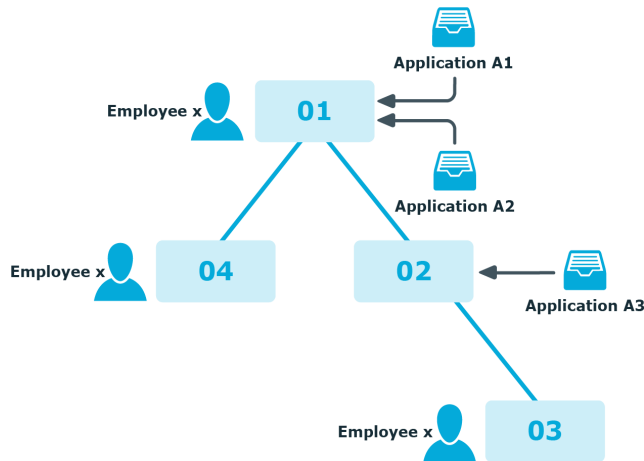 Application A1
Employee x
01
Application A2
Employee x
04
02
Application A3
Employee x
03